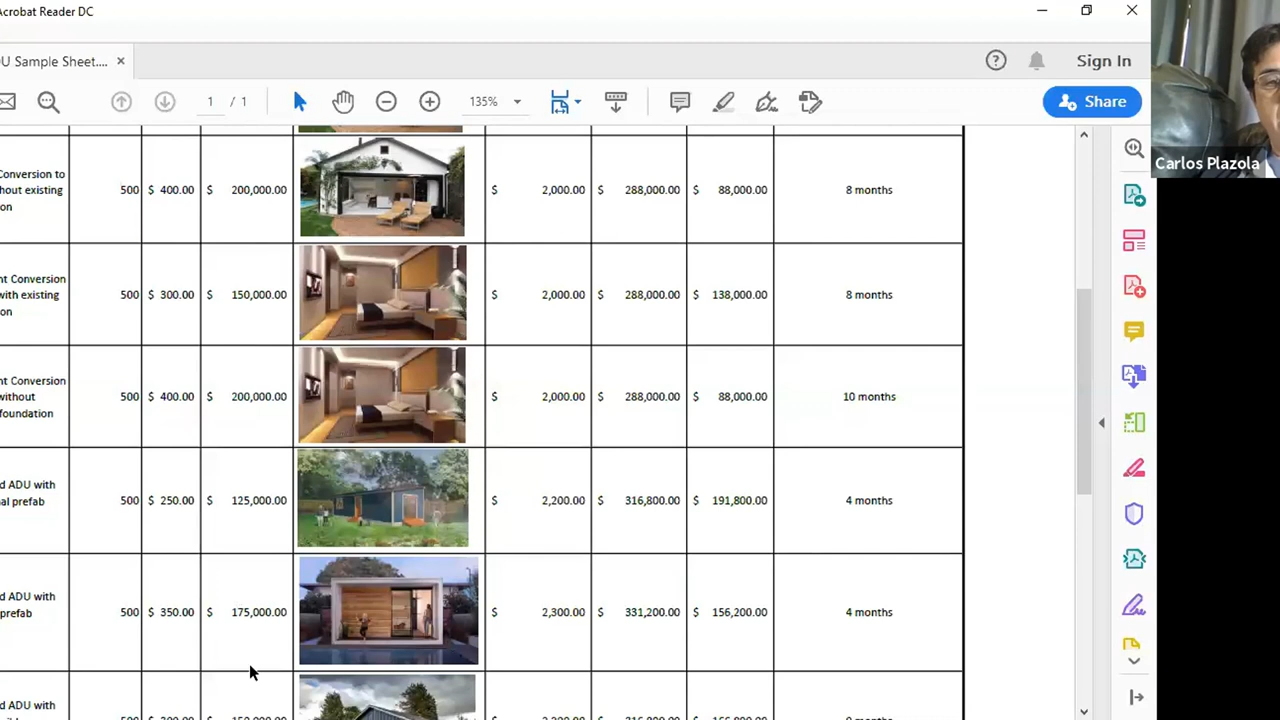 Acrobat Reader DC
U Sample Sheet....
Sign In
1 / 1
135%
Share
Carlos Plazola
Conversion to
hout existing
on
500 $ 400.00 $ 200,000.00 $ 2,000.00 $ 288,000.00 $ 88,000.00 8 months
nt Conversion
with existing
on
500 $ 300.00 $ 150,000.00 $ 2,000.00 $ 288,000.00 $ 138,000.00 8 months
nt Conversion
without
foundation
500 $ 400.00 $ 200,000.00 $ 2,000.00 $ 288,000.00 $ 88,000.00 10 months
d ADU with
al prefab
500 $ 250.00 $ 125,000.00 $ 2,200.00 $ 316,800.00 $ 191,800.00 4 months
d ADU with
prefab
500 $ 350.00 $ 175,000.00 $ 2,300.00 $ 331,200.00 $ 156,200.00 4 months
d ADU with